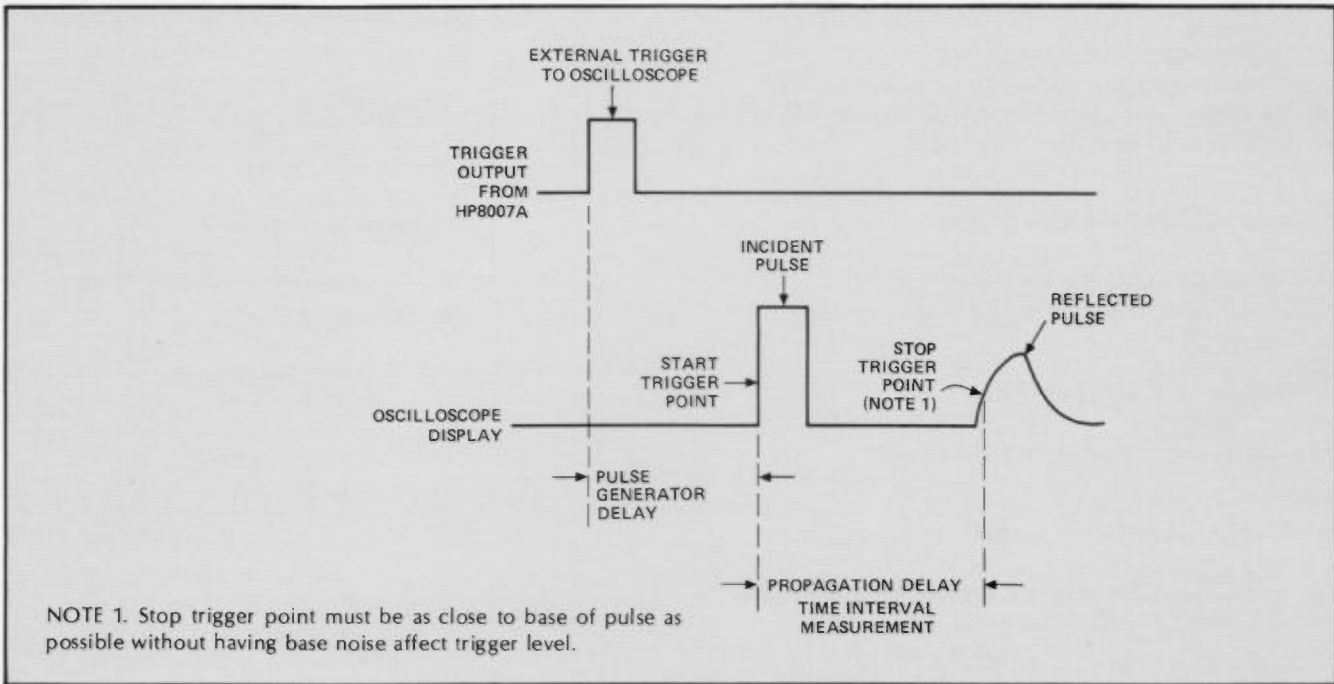 EXTERNAL TRIGGER
TO OSCILLOSCOPE
TRIGGER
OUTPUT
FROM
HP8007A
INCIDENT
PULSE
REFLECTED
PULSE
START
TRIGGER
POINT
STOP
TRIGGER
POINT
(NOTE 1)
OSCILLOSCOPE
DISPLAY
PULSE
GENERATOR
DELAY
PROPAGATION DELAY
TIME INTERVAL
MEASUREMENT
NOTE 1. Stop trigger point must be as close to base of pulse as
possible without having base noise affect trigger level.